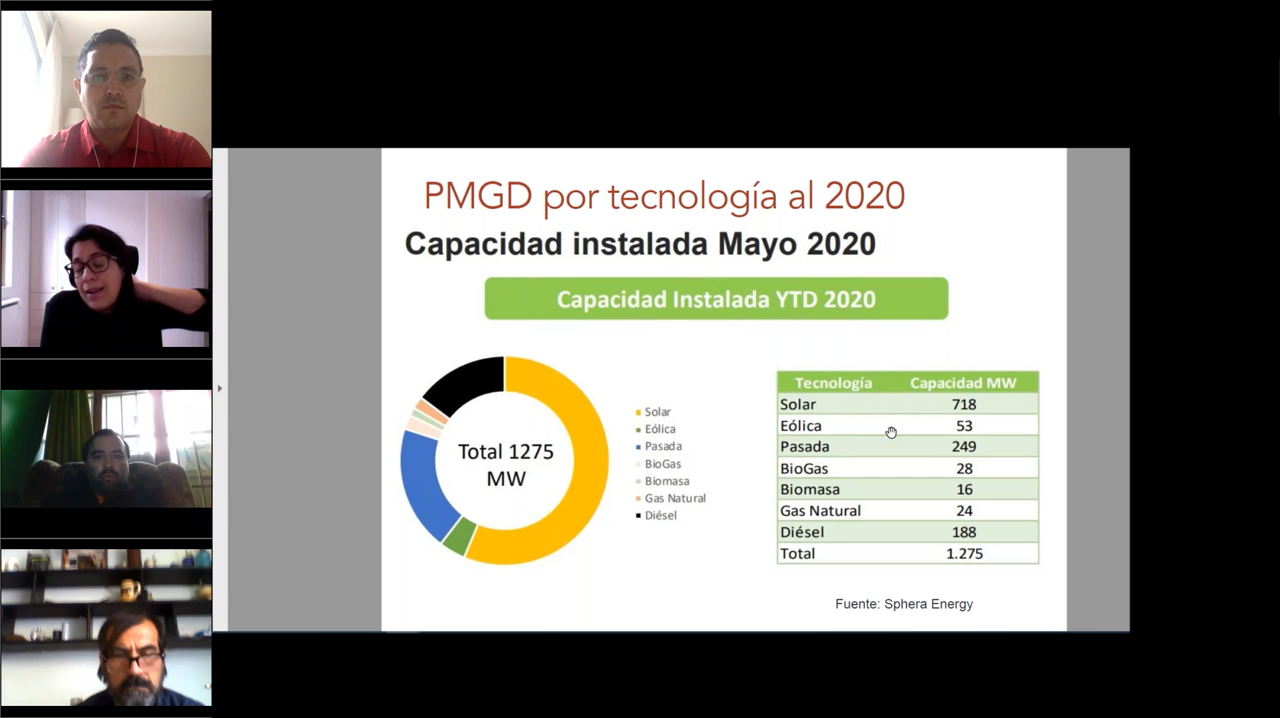 PMGD por tecnología al 2020
Capacidad instalada Mayo 2020
Capacidad Instalada YTD 2020
Total 1275
MW
Solar
Eólica
Pasada
BioGas
Biomasa
Gas Natural
Diésel
Tecnología Capacidad MW
Solar 718
Eólica 53
Pasada 249
BioGas 28
Biomasa 16
Gas Natural 24
Diésel 188
Total 1.275
Fuente: Sphera Energy